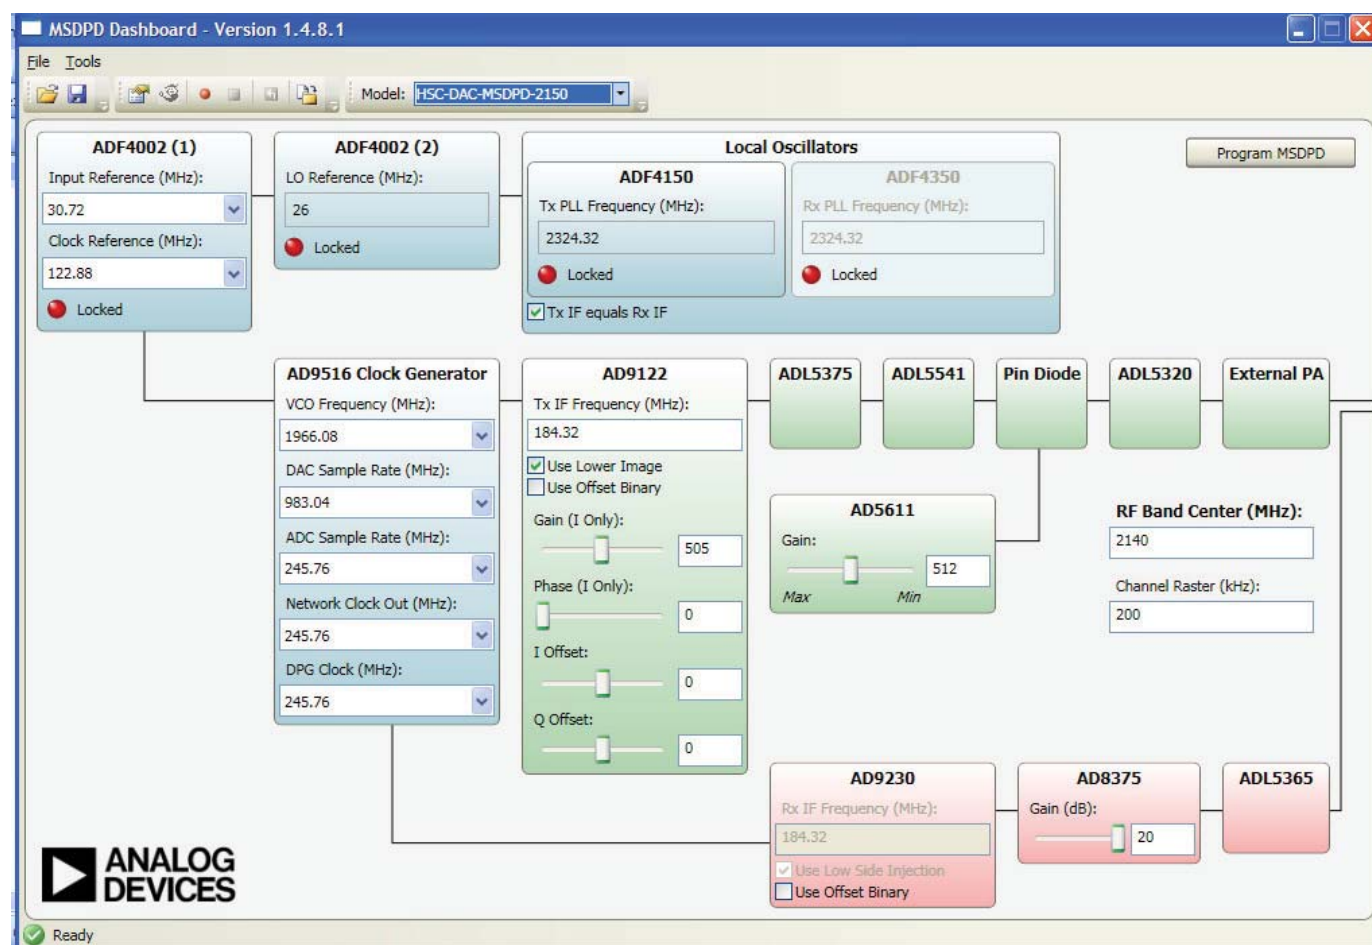 MSDPD Dashboard - Version 1.4.8.1
File Tools
Model: HSC-DAC-MSDPD-2150
ADF4002 (1)
Input Reference (MHz):
30.72
Clock Reference (MHz):
122.88
Locked
ADF4002 (2)
LO Reference (MHz):
26
Locked
Local Oscillators
ADF4150
Tx PLL Frequency (MHz):
2324.32
Locked
ADF4350
Rx PLL Frequency (MHz):
2324.32
Locked
Tx IF equals Rx IF
Program MSDPD
AD9516 Clock Generator
VCO Frequency (MHz):
1966.08
DAC Sample Rate (MHz):
983.04
ADC Sample Rate (MHz):
245.76
Network Clock Out (MHz):
245.76
DPG Clock (MHz):
245.76
AD9122
Tx IF Frequency (MHz):
184.32
Use Lower Image
Use Offset Binary
Gain (I Only):
505
Phase (I Only):
0
I Offset:
0
Q Offset:
0
ADL5375
ADL5541
Pin Diode
ADL5320
External PA
AD5611
Gain:
512
Max Min
RF Band Center (MHz):
2140
Channel Raster (kHz):
200
AD9230
Rx IF Frequency (MHz):
184.32
Use Low Side Injection
Use Offset Binary
AD8375
Gain (dB):
20
ADL5365
ANALOG
DEVICES
Ready